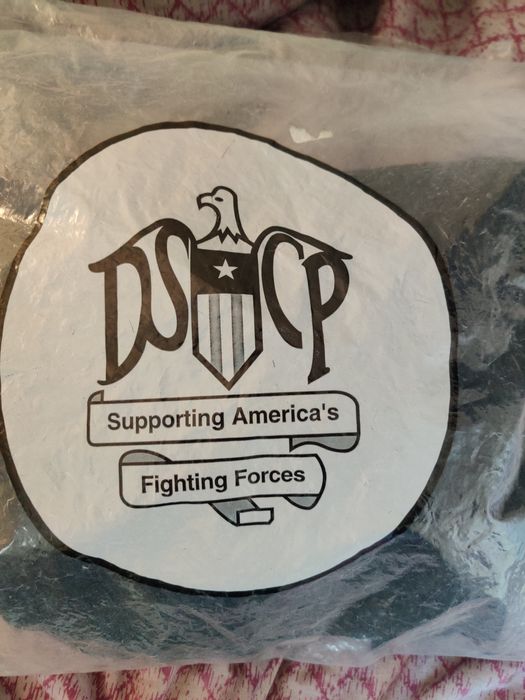 DSCP
Supporting America's
Fighting Forces